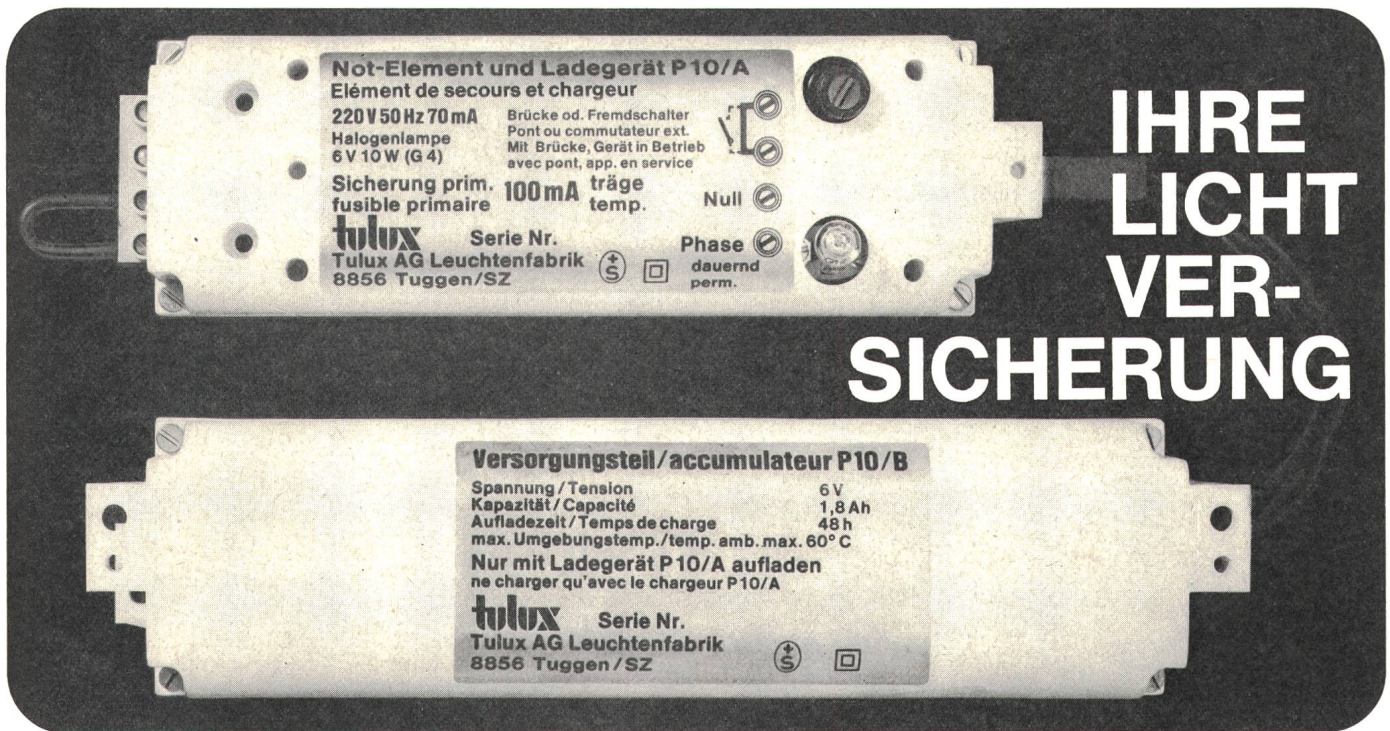 Not-Element und Ladegerät P10/A
Elément de secours et chargeur
220 V 50 Hz 70 mA
Halogenlampe
6 V 10 W (G 4)
Brücke od. Fremdschalter
Pont ou commutateur ext.
Mit Brücke, Gerät in Betrieb
avec pont, app. en service
Sicherung prim. 100 mA träge
fusible primaire temp.
Null
tulux Serie Nr.
Phase
Tulux AG Leuchtenfabrik
8856 Tuggen/SZ
+S
dauernd
perm.
IHRE
LICHT
VER-
SICHERUNG
Versorgungsteil/accumulateur P10/B
Spannung/Tension 6 V
Kapazität/Capacité 1,8 Ah
Aufladezeit/Temps de charge 48 h
max. Umgebungstemp./temp. amb. max. 60° C
Nur mit Ladegerät P10/A aufladen
ne charger qu'avec le chargeur P10/A
tulux Serie Nr.
Tulux AG Leuchtenfabrik
8856 Tuggen/SZ
+S